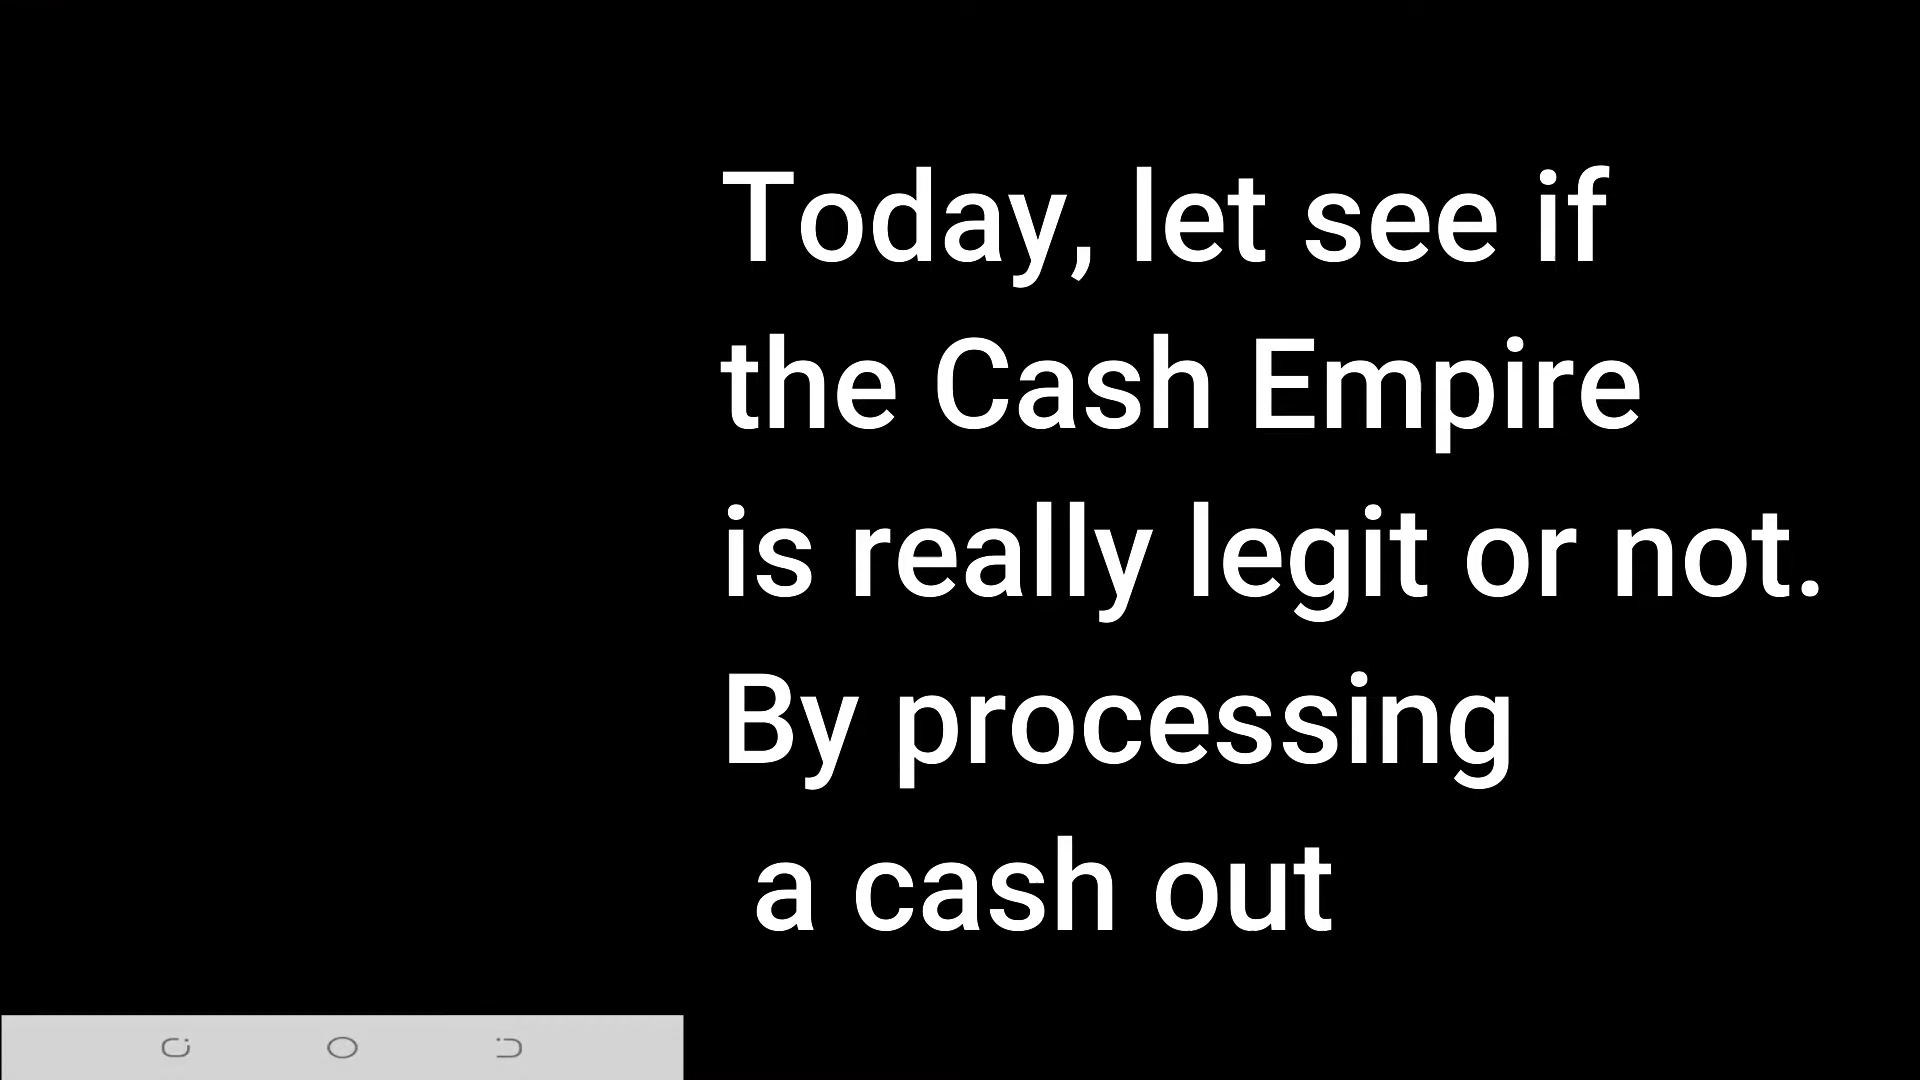 Today, let see if
the Cash Empire
is really legit or not.
By processing
a cash out